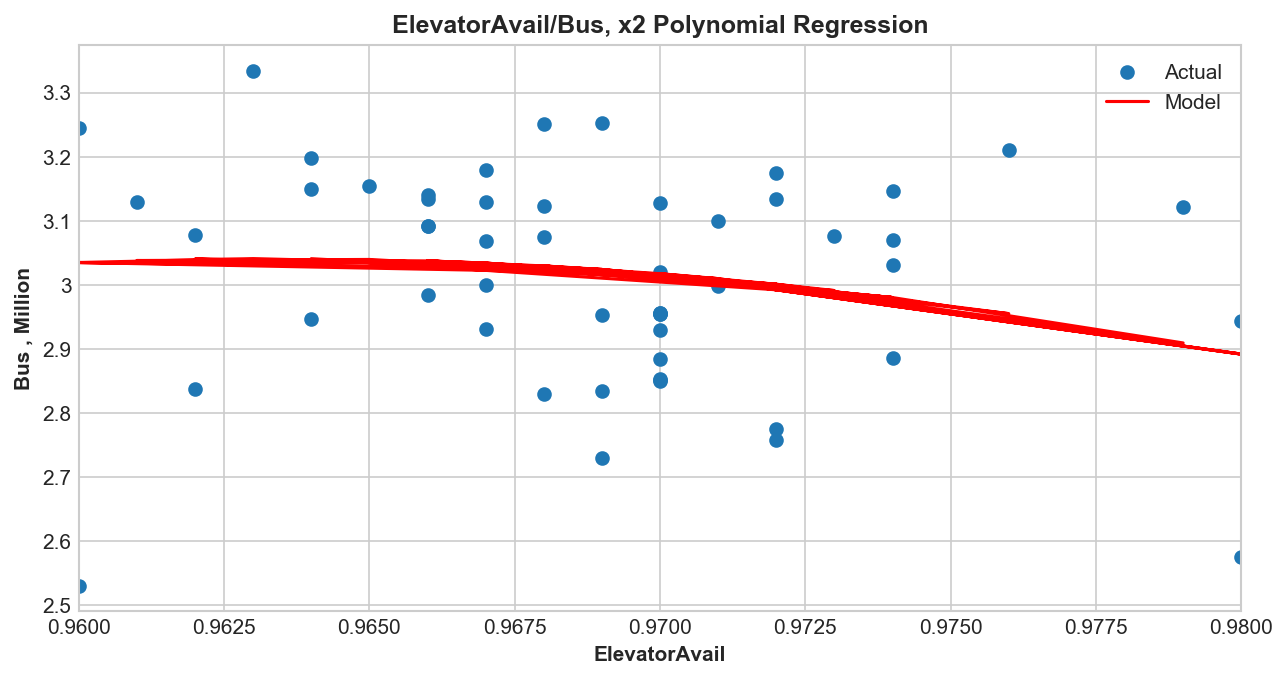 ElevatorAvail/Bus, x2 Polynomial Regression
Actual
Model
3.3
3.2
3.1
3
2.9
2.8
2.7
2.6
2.5
Bus , Million
0.9600 0.9625 0.9650 0.9675 0.9700 0.9725 0.9750 0.9775 0.9800
ElevatorAvail